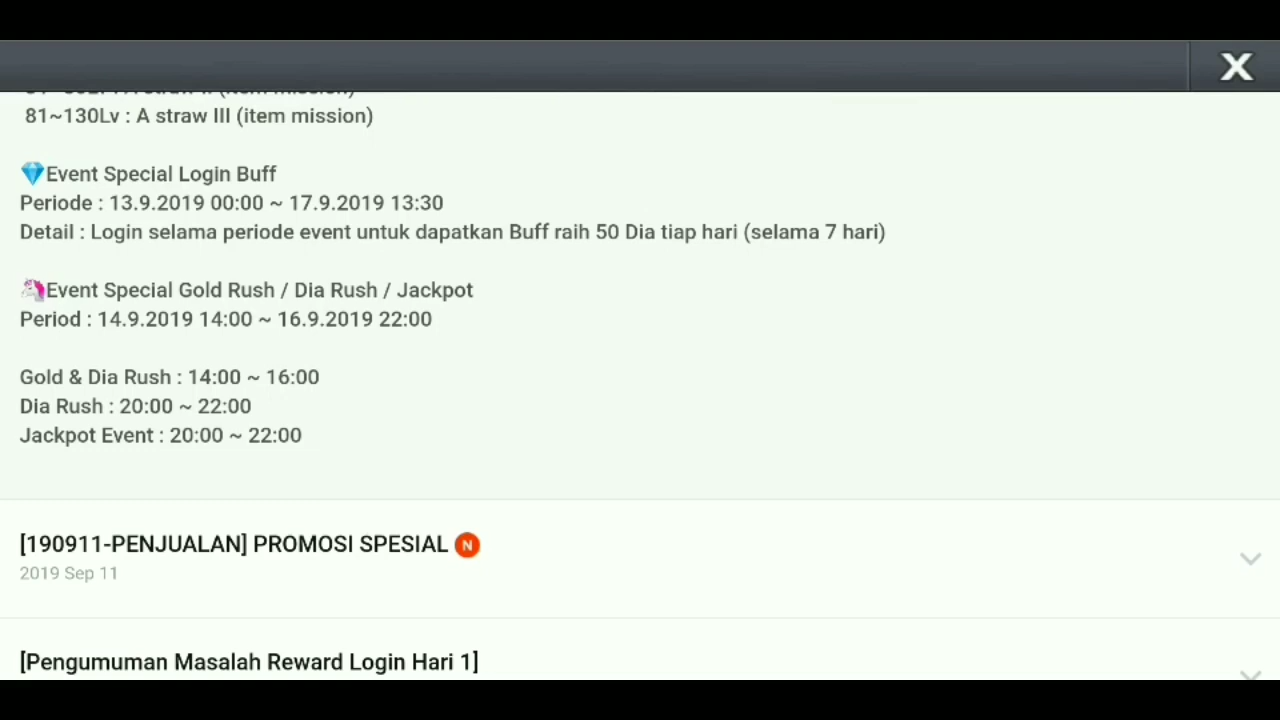 81~130Lv : A straw III (item mission)
Event Special Login Buff
Periode : 13.9.2019 00:00 ~ 17.9.2019 13:30
Detail : Login selama periode event untuk dapatkan Buff raih 50 Dia tiap hari (selama 7 hari)
Event Special Gold Rush / Dia Rush / Jackpot
Period : 14.9.2019 14:00 ~ 16.9.2019 22:00
Gold & Dia Rush : 14:00 ~ 16:00
Dia Rush : 20:00 ~ 22:00
Jackpot Event : 20:00 ~ 22:00
[190911-PENJUALAN] PROMOSI SPESIAL N
2019 Sep 11
[Pengumuman Masalah Reward Login Hari 1]